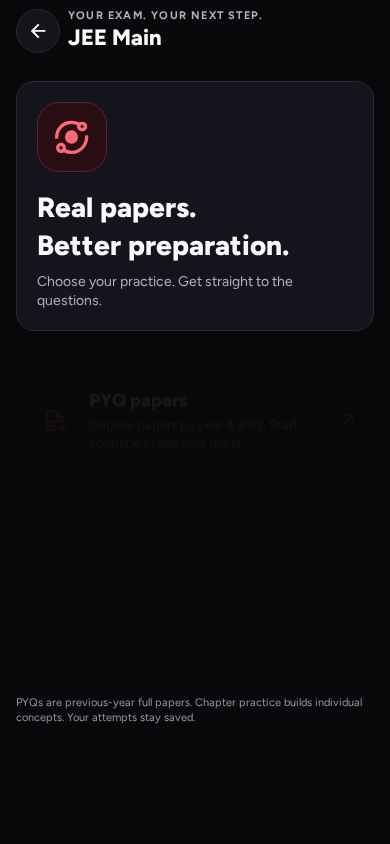 YOUR EXAM. YOUR NEXT STEP.
JEE Main
Real papers.
Better preparation.
Choose your practice. Get straight to the
questions.
PYQ papers
PYQs are previous-year full papers. Chapter practice builds individual
concepts. Your attempts stay saved.